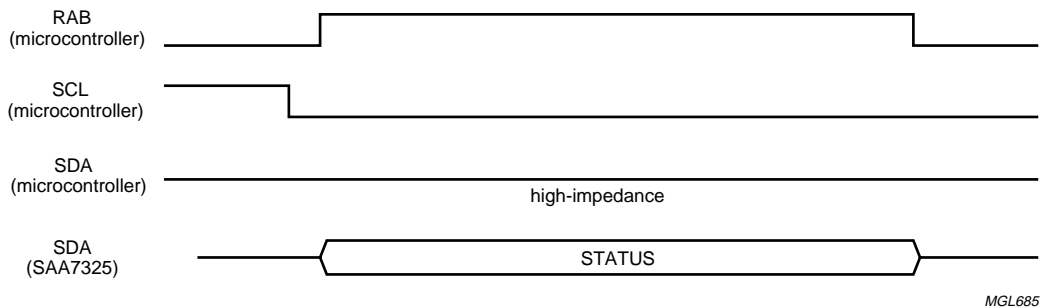 RAB
(microcontroller)
SCL
(microcontroller)
SDA
(microcontroller)
high-impedance
SDA
(SAA7325)
STATUS
MGL685